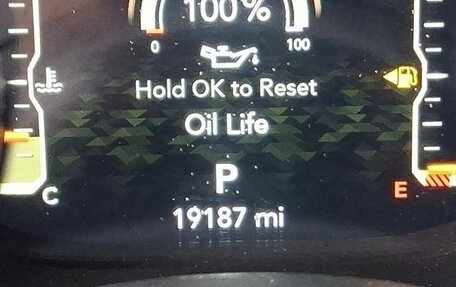 100%
0 100
Hold OK to Reset
Oil Life
P
C E
19187 mi